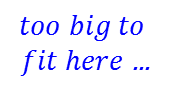 too big to
fit here ...